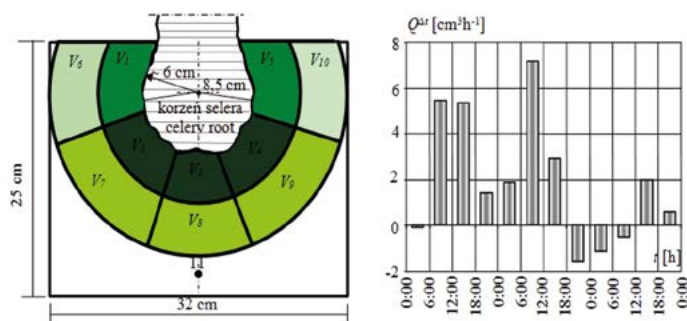 V6
V1
V5
V10
~ 6 cm
8,5 cm
korzeń selera
celery root
V2
V3
V4
V7
V8
V9
11
25 cm
32 cm
QΔt [cm³h-1]
8
6
4
2
0
-2
t [h]
0:00
6:00
12:00
18:00
0:00
6:00
12:00
18:00
0:00
6:00
12:00
18:00
0:00